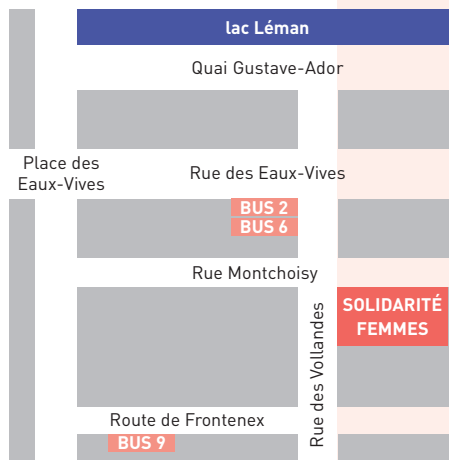 lac Léman
Quai Gustave-Ador
Place des
Eaux-Vives
Rue des Eaux-Vives
BUS 2
BUS 6
Rue Montchoisy
SOLIDARITÉ
FEMMES
Rue des Vollandes
Route de Frontenex
BUS 9